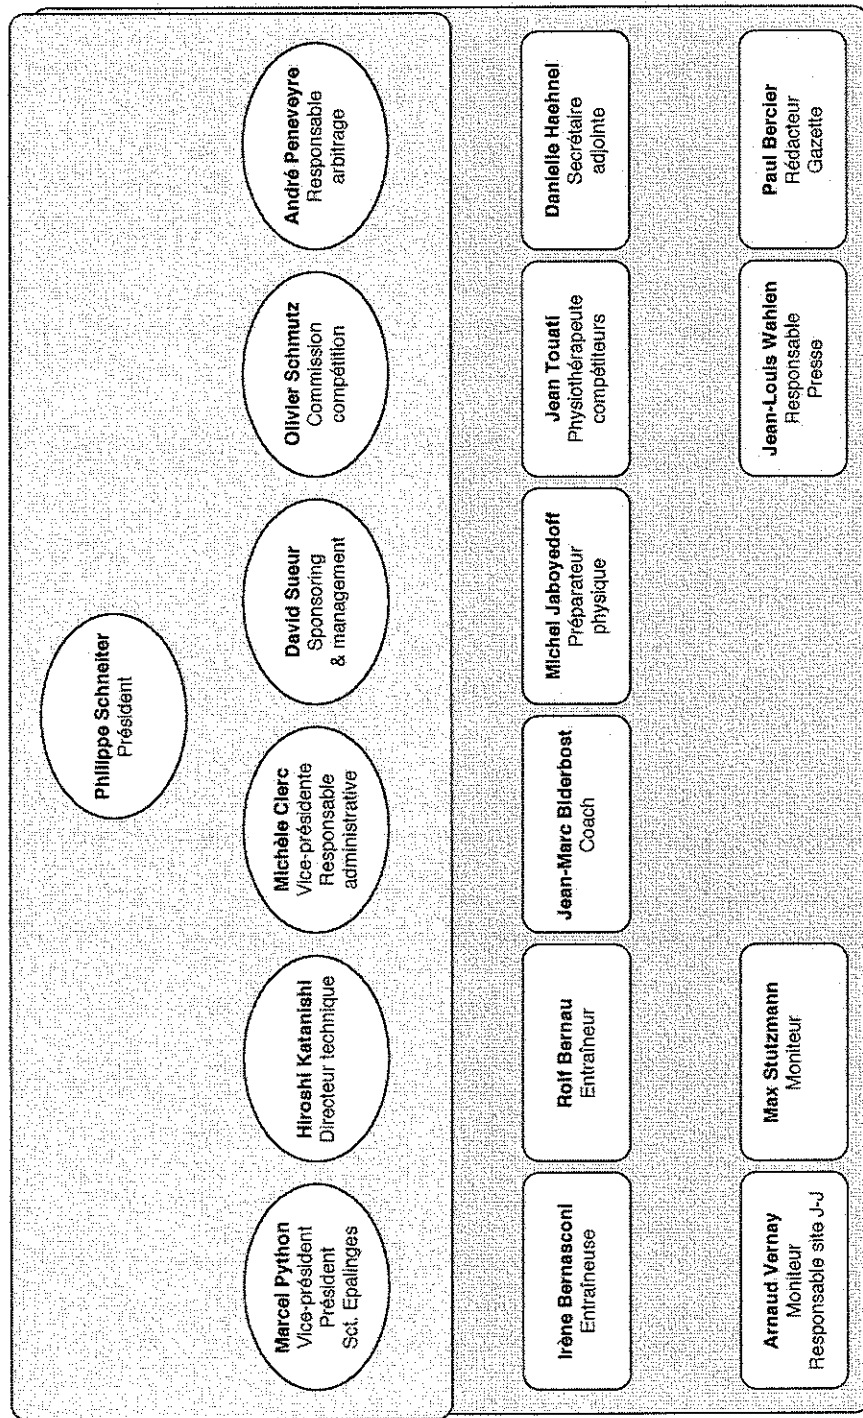 Philippe Schneiter
Président
Marcel Python
Vice-président
Président
Sct. Epalinges
Hiroshi Katanishi
Directeur technique
Michèle Clerc
Vice-présidente
Responsable
administrative
David Sueur
Sponsoring
& management
Olivier Schmutz
Commission
compétition
André Peneveyre
Responsable
arbitrage
Irène Bernasconi
Entraîneuse
Rolf Bernau
Entraîneur
Jean-Marc Biderbost
Coach
Michel Jaboyedoff
Préparateur
physique
Jean Touati
Physiothérapeute
compétiteurs
Danielle Haehnel
Secrétaire
adjointe
Arnaud Vernay
Moniteur
Responsable site J-J
Max Stutzmann
Moniteur
Jean-Louis Wahlen
Responsable
Presse
Paul Bercier
Rédacteur
Gazette